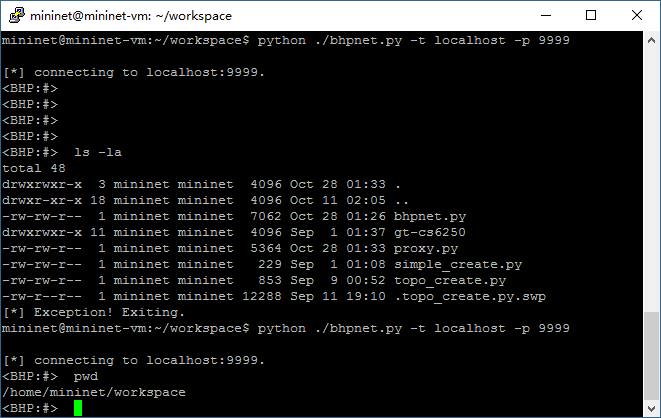 mininet@mininet-vm: ~/workspace
mininet@mininet-vm:~/workspace$ python ./bhpnet.py -t localhost -p 9999
[*] connecting to localhost:9999.
<BHP:#>
<BHP:#>
<BHP:#>
<BHP:#>
<BHP:#>  ls -la
total 48
drwxrwxr-x  3 mininet mininet  4096 Oct 28 01:33 .
drwxr-xr-x 18 mininet mininet  4096 Oct 11 02:05 ..
-rw-rw-r--  1 mininet mininet  7062 Oct 28 01:26 bhpnet.py
drwxrwxr-x 11 mininet mininet  4096 Sep  1 01:37 gt-cs6250
-rw-rw-r--  1 mininet mininet  5364 Oct 28 01:33 proxy.py
-rw-rw-r--  1 mininet mininet   229 Sep  1 01:08 simple_create.py
-rw-rw-r--  1 mininet mininet   853 Sep  9 00:52 topo_create.py
-rw-r--r--  1 mininet mininet 12288 Sep 11 19:10 .topo_create.py.swp
[*] Exception! Exiting.
mininet@mininet-vm:~/workspace$ python ./bhpnet.py -t localhost -p 9999
[*] connecting to localhost:9999.
<BHP:#>  pwd
/home/mininet/workspace
<BHP:#>